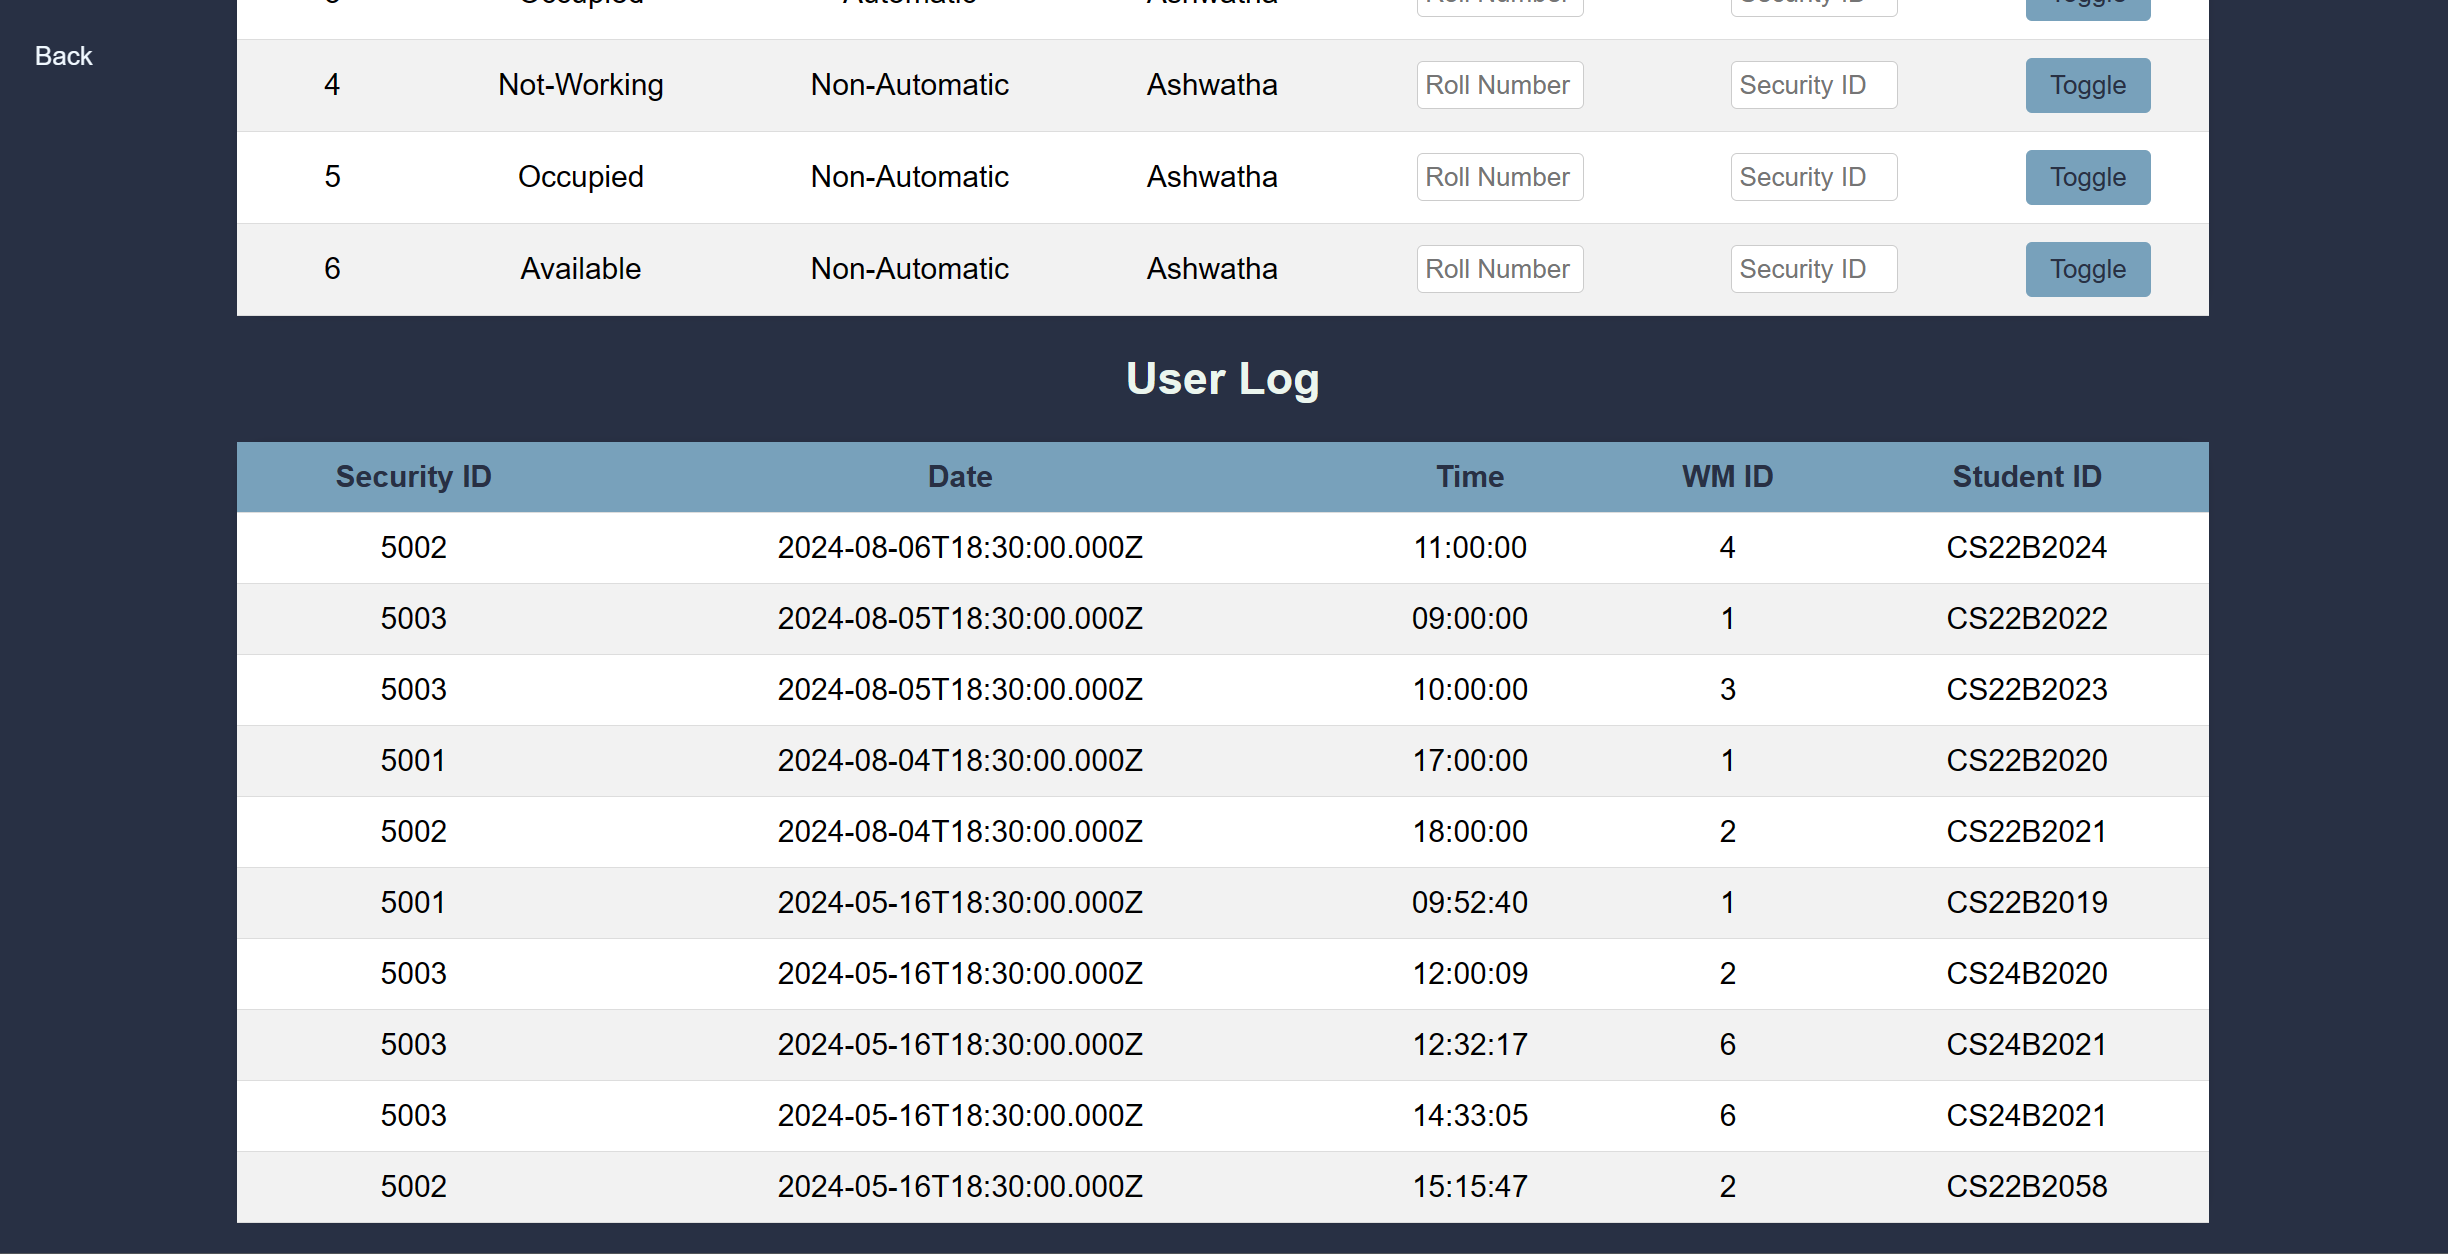 Occupied Automatic Ashwatha Roll Number Security ID Toggle
Back
4 Not-Working Non-Automatic Ashwatha Roll Number Security ID Toggle
5 Occupied Non-Automatic Ashwatha Roll Number Security ID Toggle
6 Available Non-Automatic Ashwatha Roll Number Security ID Toggle
User Log
Security ID Date Time WM ID Student ID
5002 2024-08-06T18:30:00.000Z 11:00:00 4 CS22B2024
5003 2024-08-05T18:30:00.000Z 09:00:00 1 CS22B2022
5003 2024-08-05T18:30:00.000Z 10:00:00 3 CS22B2023
5001 2024-08-04T18:30:00.000Z 17:00:00 1 CS22B2020
5002 2024-08-04T18:30:00.000Z 18:00:00 2 CS22B2021
5001 2024-05-16T18:30:00.000Z 09:52:40 1 CS22B2019
5003 2024-05-16T18:30:00.000Z 12:00:09 2 CS24B2020
5003 2024-05-16T18:30:00.000Z 12:32:17 6 CS24B2021
5003 2024-05-16T18:30:00.000Z 14:33:05 6 CS24B2021
5002 2024-05-16T18:30:00.000Z 15:15:47 2 CS22B2058